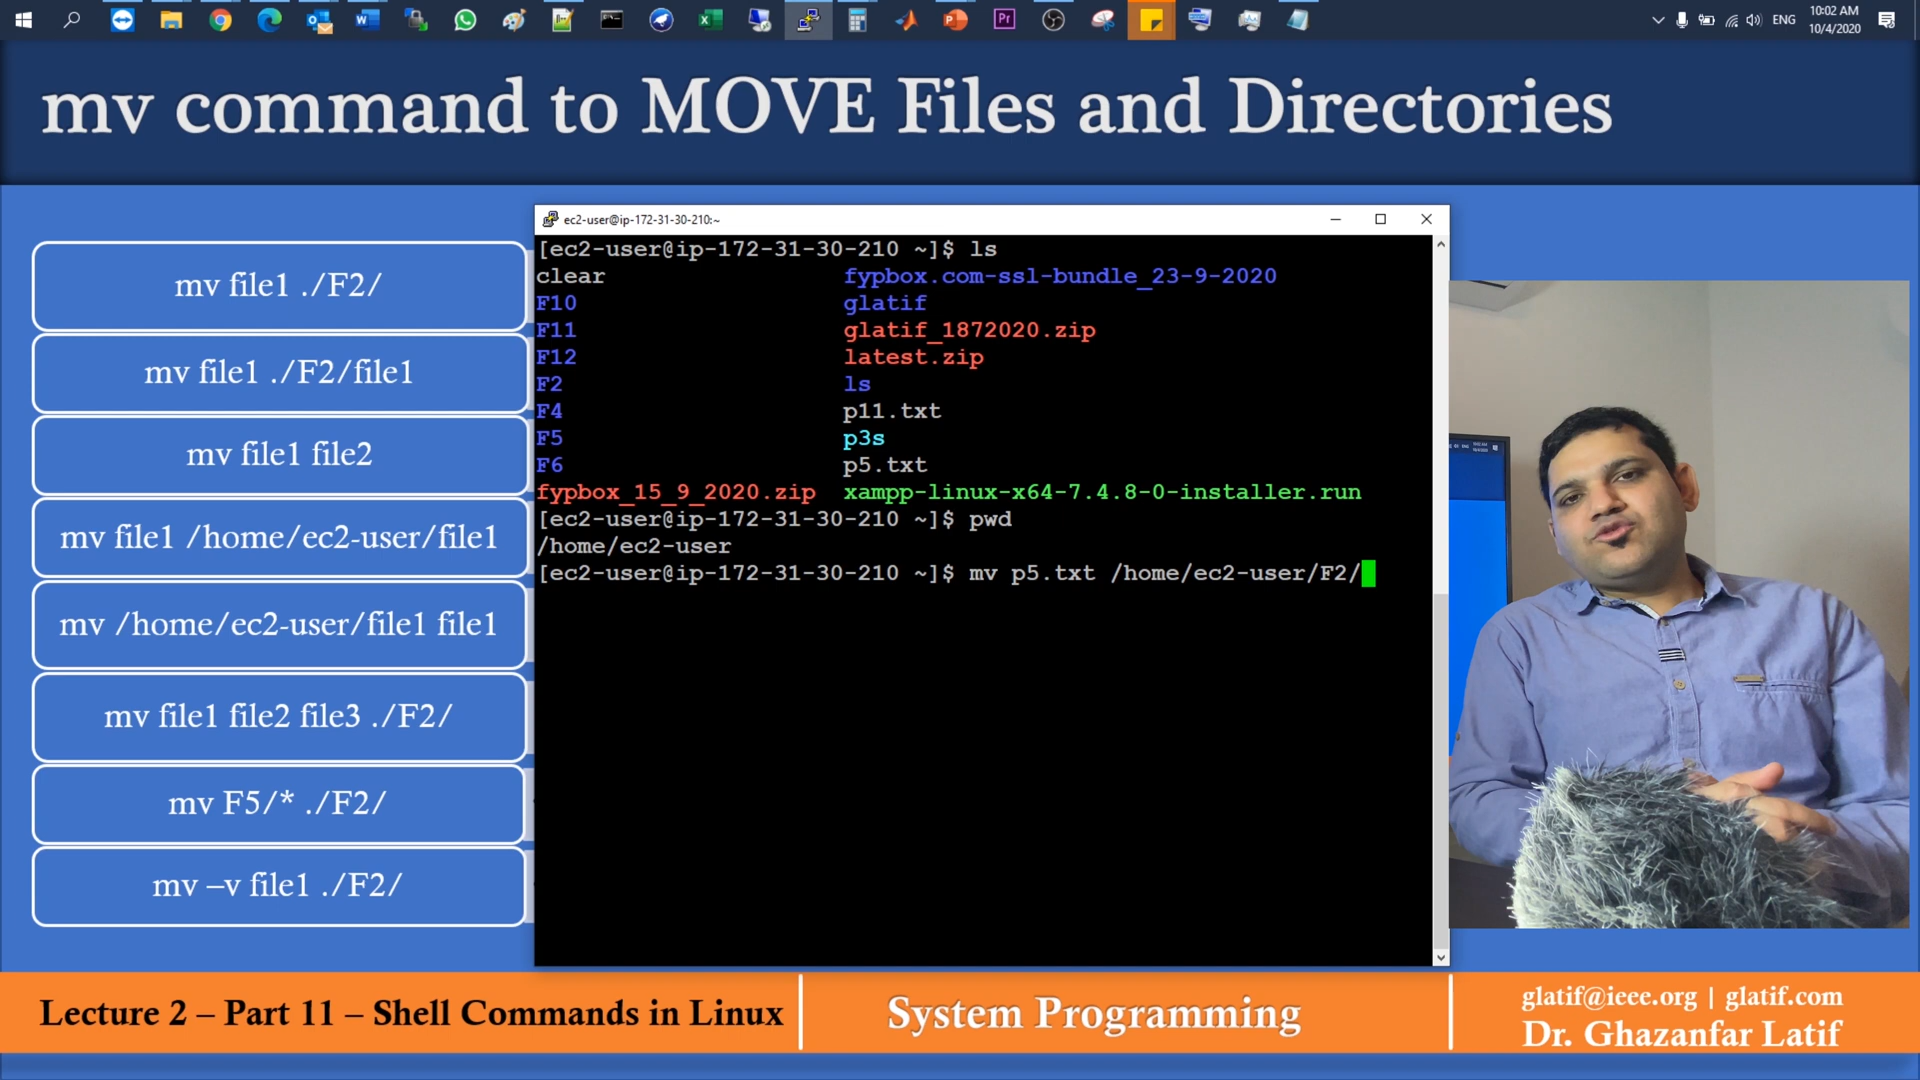 ENG
10:02 AM
10/4/2020
mv command to MOVE Files and Directories
mv file1 ./F2/
mv file1 ./F2/file1
mv file1 file2
mv file1 /home/ec2-user/file1
mv /home/ec2-user/file1 file1
mv file1 file2 file3 ./F2/
mv F5/* ./F2/
mv –v file1 ./F2/
ec2-user@ip-172-31-30-210:~
[ec2-user@ip-172-31-30-210 ~]$ ls
clear fypbox.com-ssl-bundle_23-9-2020
F10 glatif
F11 glatif_1872020.zip
F12 latest.zip
F2 ls
F4 p11.txt
F5 p3s
F6 p5.txt
fypbox_15_9_2020.zip xampp-linux-x64-7.4.8-0-installer.run
[ec2-user@ip-172-31-30-210 ~]$ pwd
/home/ec2-user
[ec2-user@ip-172-31-30-210 ~]$ mv p5.txt /home/ec2-user/F2/
Lecture 2 – Part 11 – Shell Commands in Linux
System Programming
glatif@ieee.org | glatif.com
Dr. Ghazanfar Latif